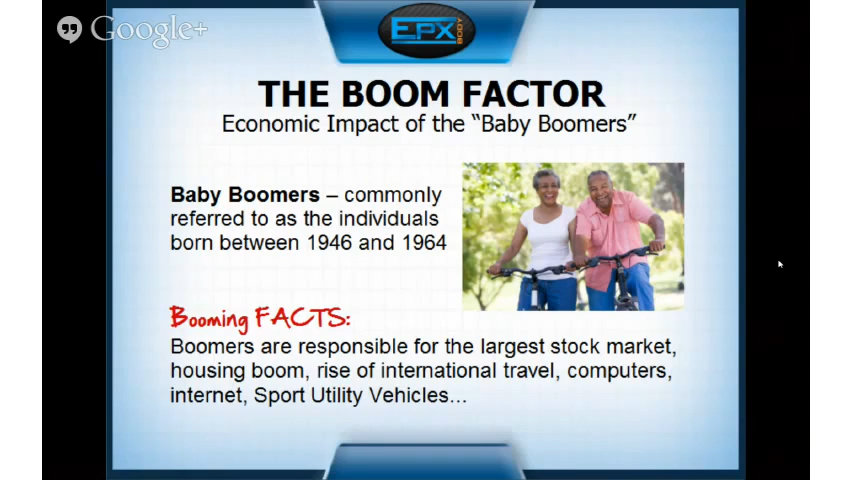 Google+
EPX
BODY
THE BOOM FACTOR
Economic Impact of the “Baby Boomers”
Baby Boomers – commonly
referred to as the individuals
born between 1946 and 1964
Booming FACTS:
Boomers are responsible for the largest stock market,
housing boom, rise of international travel, computers,
internet, Sport Utility Vehicles...